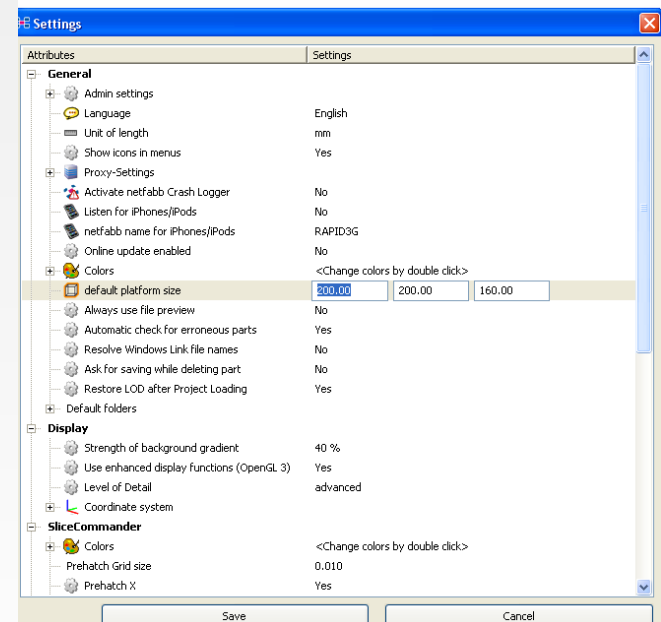 Settings
Attributes Settings
General
Admin settings
Language English
Unit of length mm
Show icons in menus Yes
Proxy-Settings
Activate netfabb Crash Logger No
Listen for iPhones/iPods No
netfabb name for iPhones/iPods RAPID3G
Online update enabled No
Colors <Change colors by double click>
default platform size 200.00 200.00 160.00
Always use file preview No
Automatic check for erroneous parts Yes
Resolve Windows Link file names No
Ask for saving while deleting part No
Restore LOD after Project Loading Yes
Default folders
Display
Strength of background gradient 40 %
Use enhanced display functions (OpenGL 3) Yes
Level of Detail advanced
Coordinate system
SliceCommander
Colors <Change colors by double click>
Prehatch Grid size 0.010
Prehatch X Yes
Save Cancel